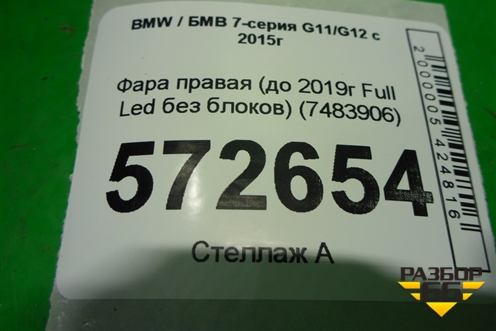 BMW / БМВ 7-серия G11/G12 с
2015г
Фара правая (до 2019г Full
Led без блоков) (7483906)
572654
Стеллаж А
2000005424816
РАЗБОР
66